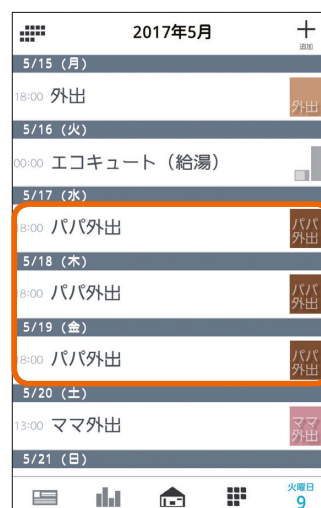 2017年5月
追加
5/15 (月)
18:00 外出
外出
5/16 (火)
00:00 エコキュート（給湯）
5/17 (水)
18:00 パパ外出
パパ
外出
5/18 (木)
18:00 パパ外出
パパ
外出
5/19 (金)
18:00 パパ外出
パパ
外出
5/20 (土)
13:00 ママ外出
ママ
外出
5/21 (日)
火曜日
9